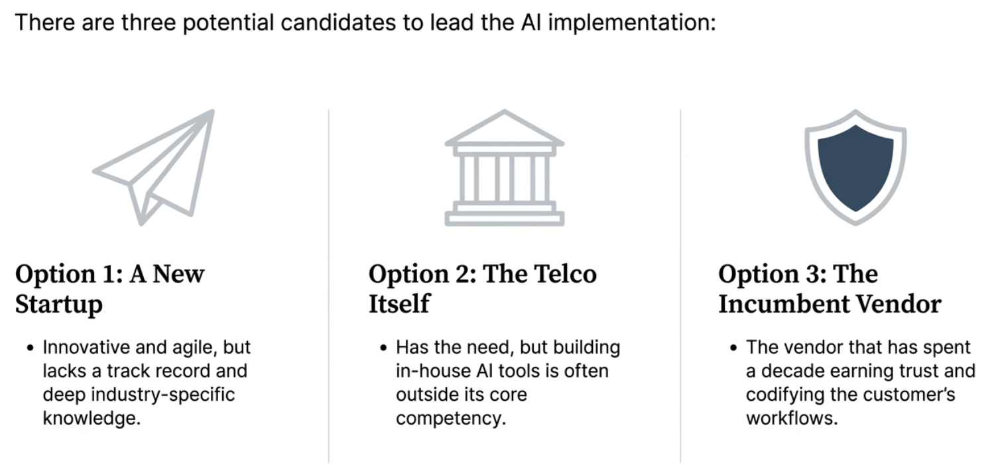 There are three potential candidates to lead the AI implementation:
Option 1: A New
Startup
• Innovative and agile, but
lacks a track record and
deep industry-specific
knowledge.
Option 2: The Telco
Itself
• Has the need, but building
in-house AI tools is often
outside its core
competency.
Option 3: The
Incumbent Vendor
• The vendor that has spent
a decade earning trust and
codifying the customer’s
workflows.